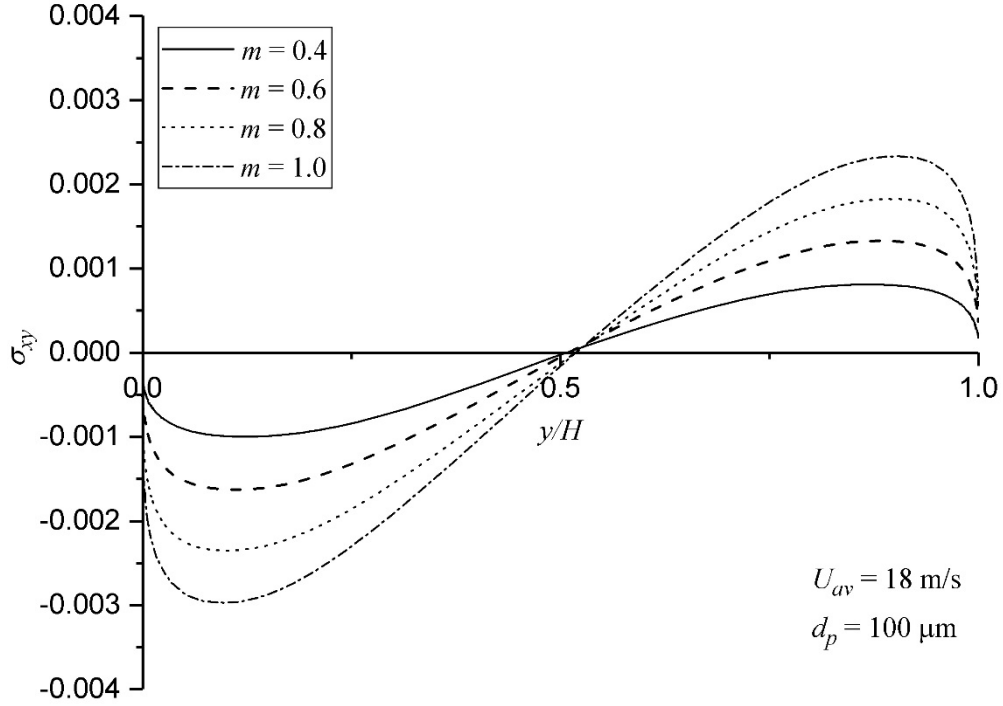 0.004
0.003
0.002
0.001
0.000
-0.001
-0.002
-0.003
-0.004
σxy
m = 0.4
m = 0.6
m = 0.8
m = 1.0
0.0
0.5
1.0
y/H
Uav = 18 m/s
dp = 100 μm